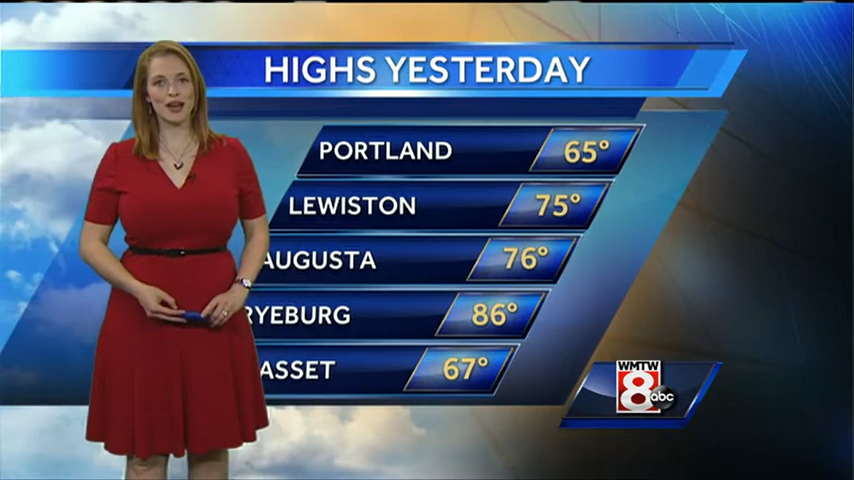 HIGHS YESTERDAY
PORTLAND 65°
LEWISTON 75°
AUGUSTA 76°
RYEBURG 86°
ASSET 67°
WMTW
8
abc